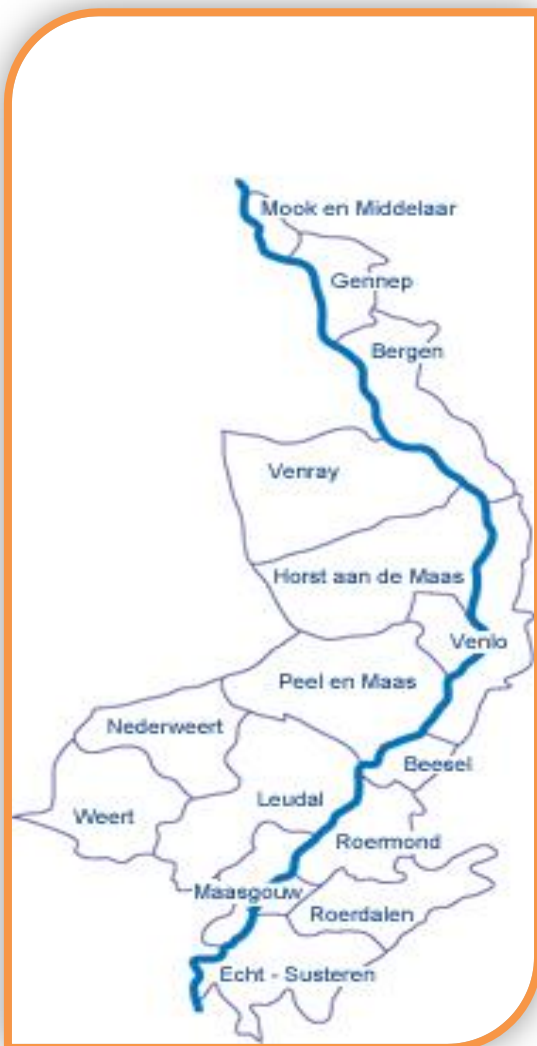 Mook en Middelaar
Gennep
Bergen
Venray
Horst aan de Maas
Venlo
Peel en Maas
Nederweert
Beesel
Leudal
Weert
Roermond
Maasgouw
Roerdalen
Echt - Susteren